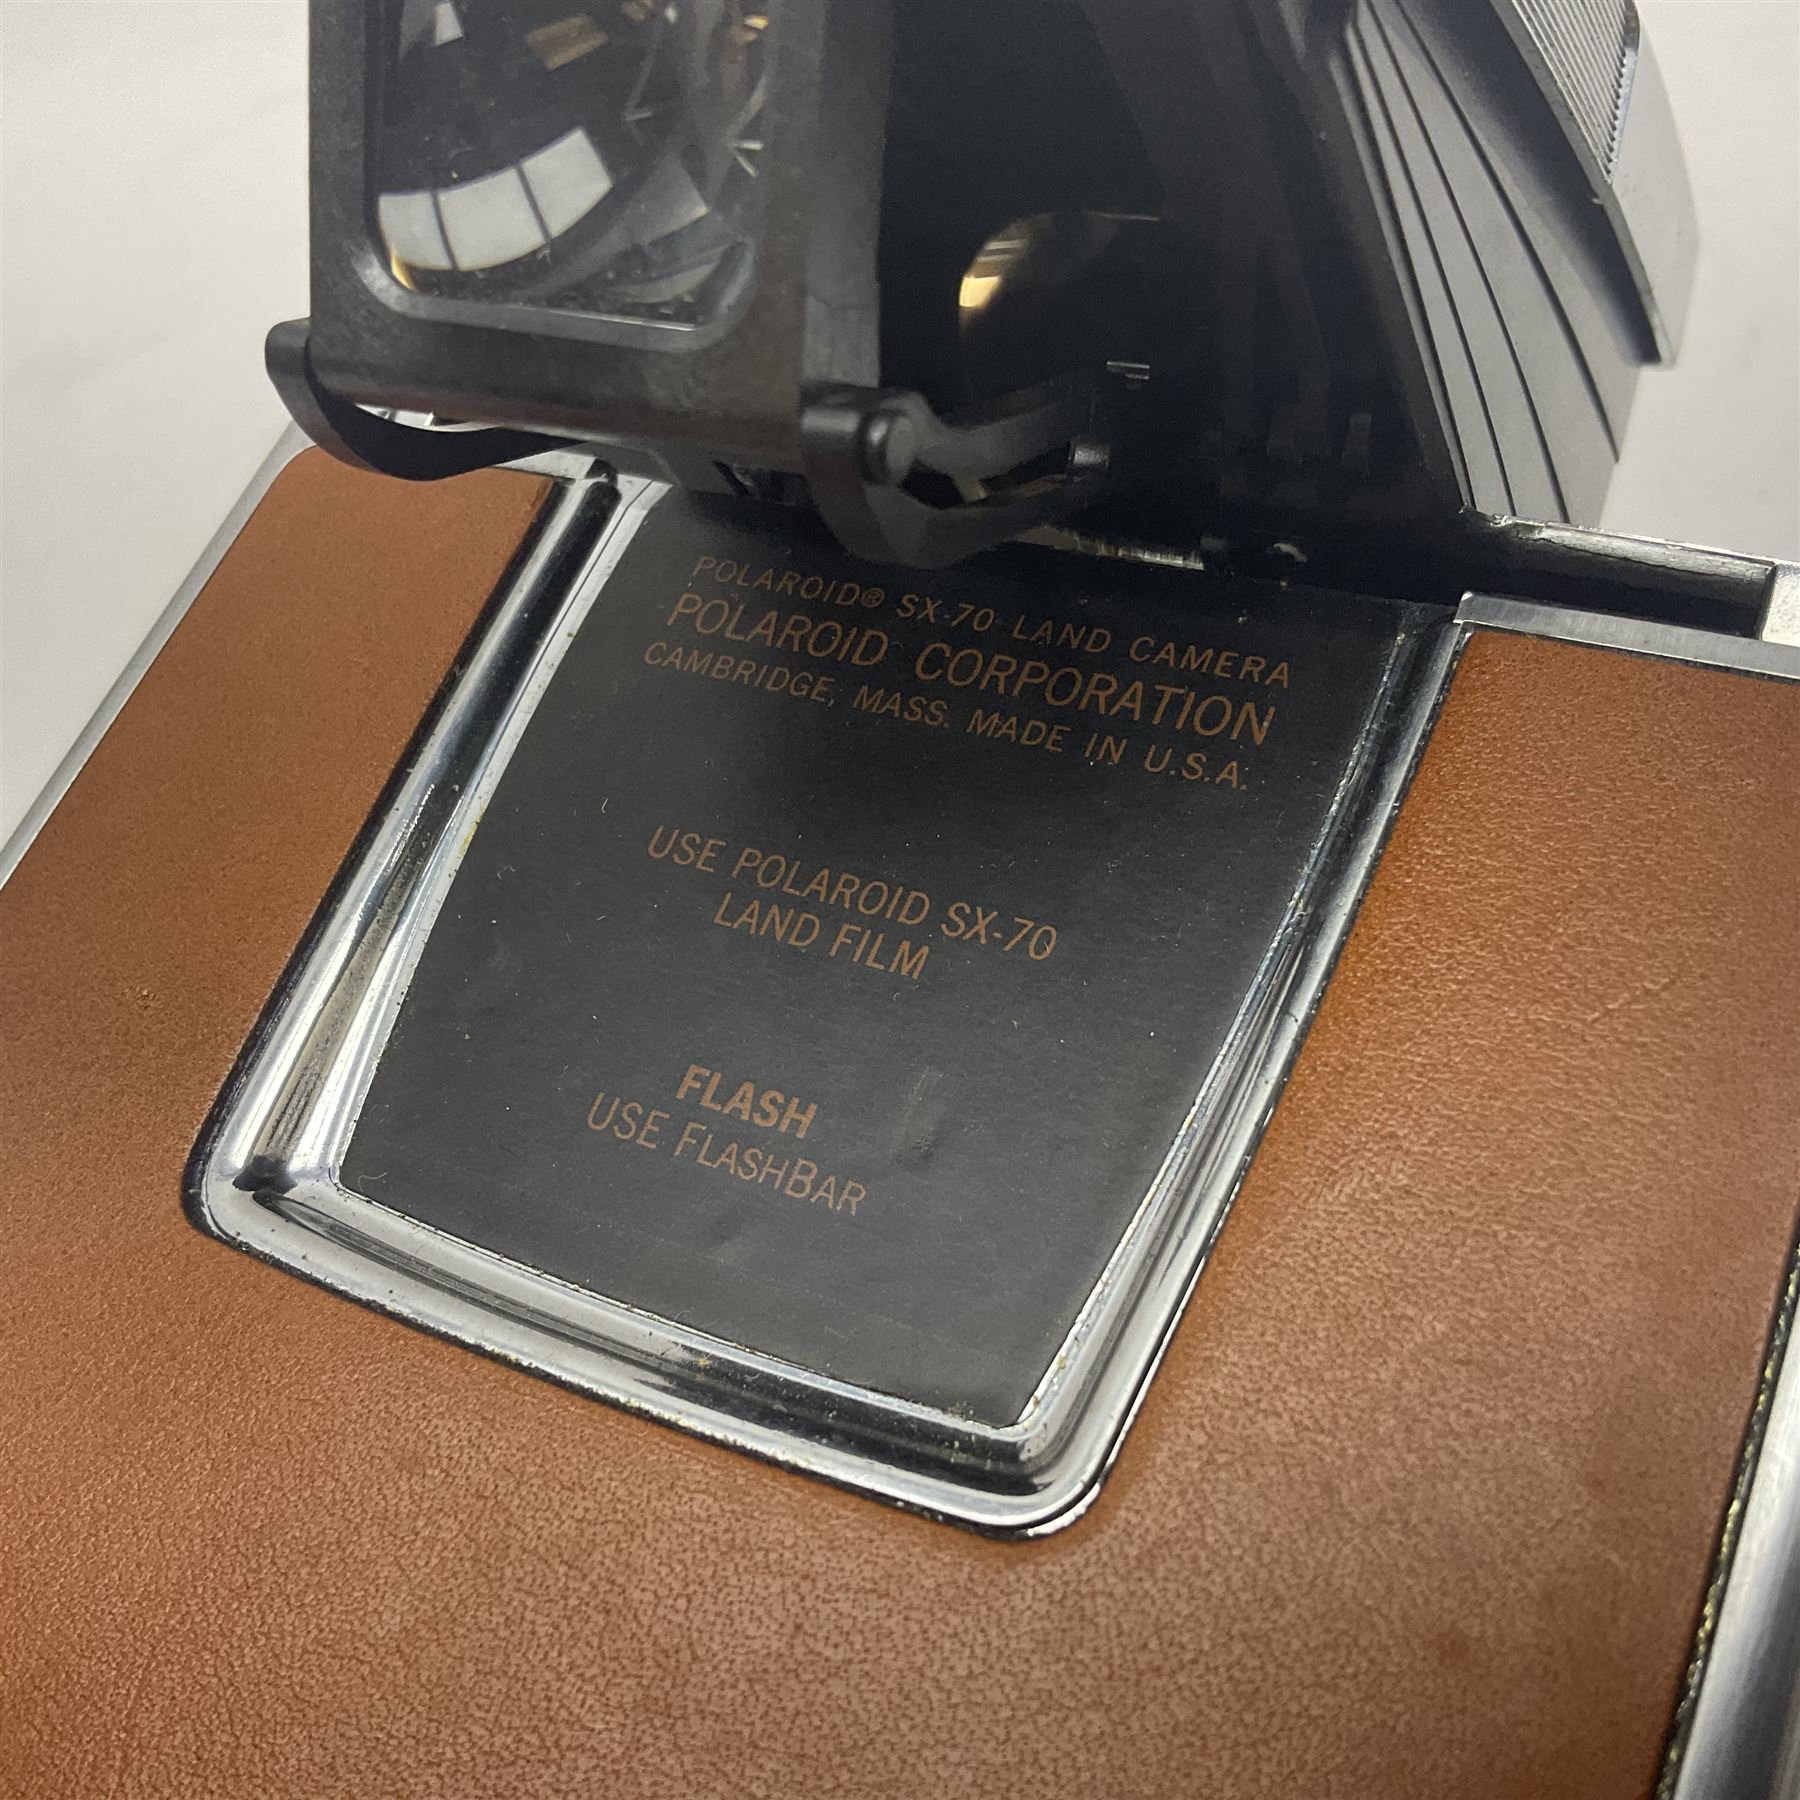 POLAROID® SX-70 LAND CAMERA
POLAROID CORPORATION
CAMBRIDGE, MASS. MADE IN U.S.A.
USE POLAROID SX-70
LAND FILM
FLASH
USE FLASHBAR